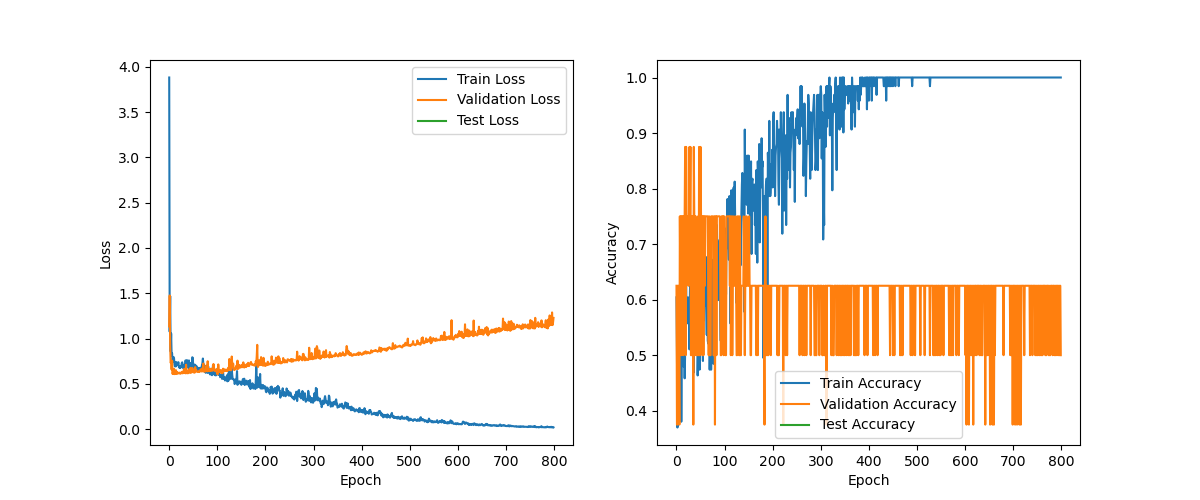 4.0
3.5
3.0
2.5
2.0
1.5
1.0
0.5
0.0
Loss
0 100 200 300 400 500 600 700 800
Epoch
Train Loss
Validation Loss
Test Loss
1.0
0.9
0.8
0.7
0.6
0.5
0.4
Accuracy
0 100 200 300 400 500 600 700 800
Epoch
Train Accuracy
Validation Accuracy
Test Accuracy